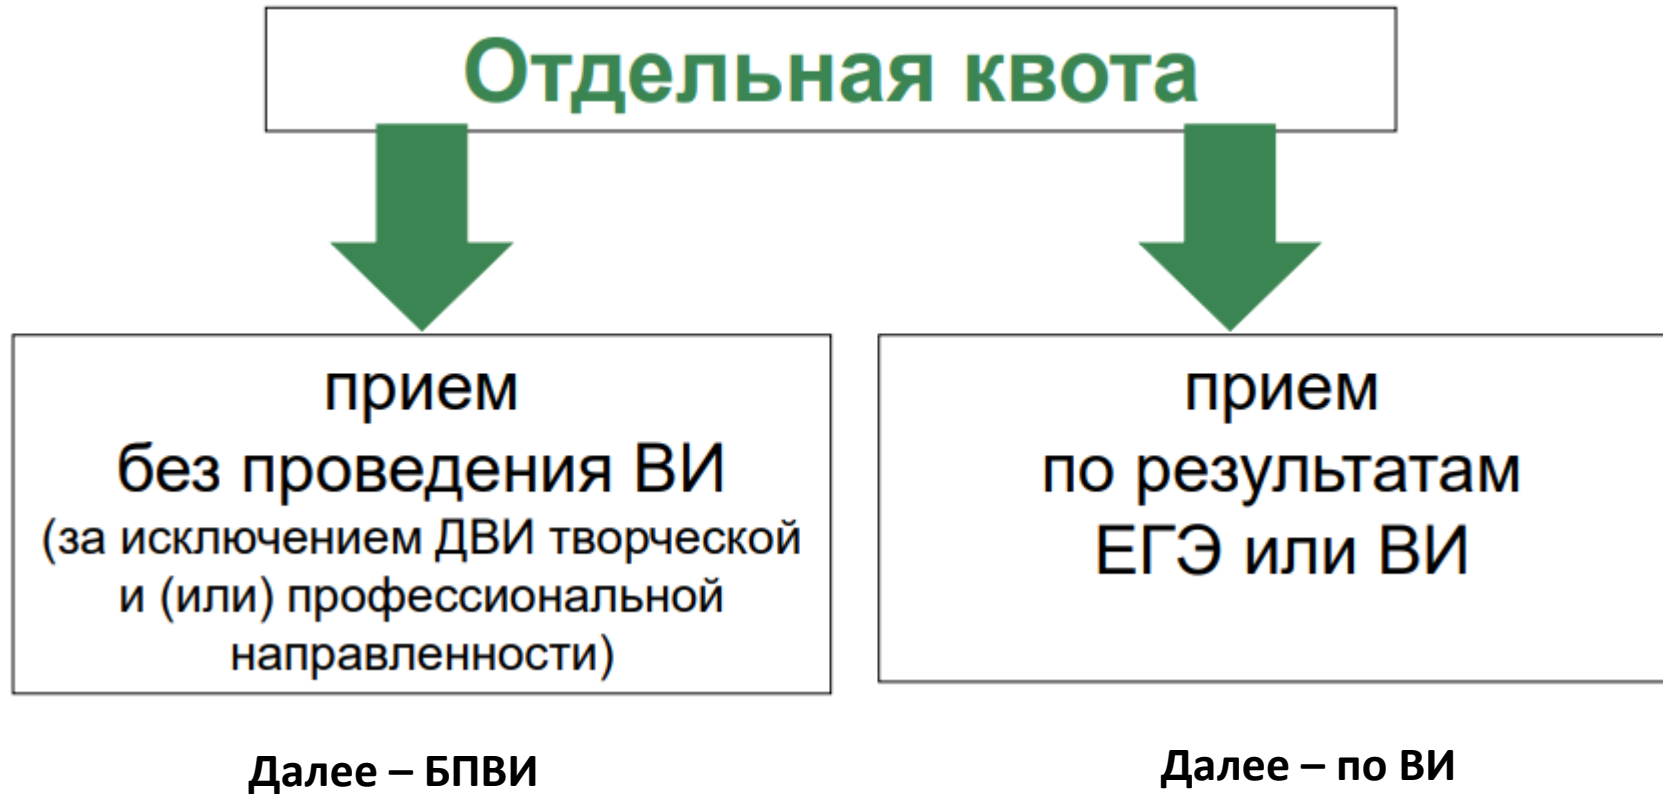 Отдельная квота
прием
без проведения ВИ
(за исключением ДВИ творческой
и (или) профессиональной
направленности)
прием
по результатам
ЕГЭ или ВИ
Далее – БПВИ
Далее – по ВИ